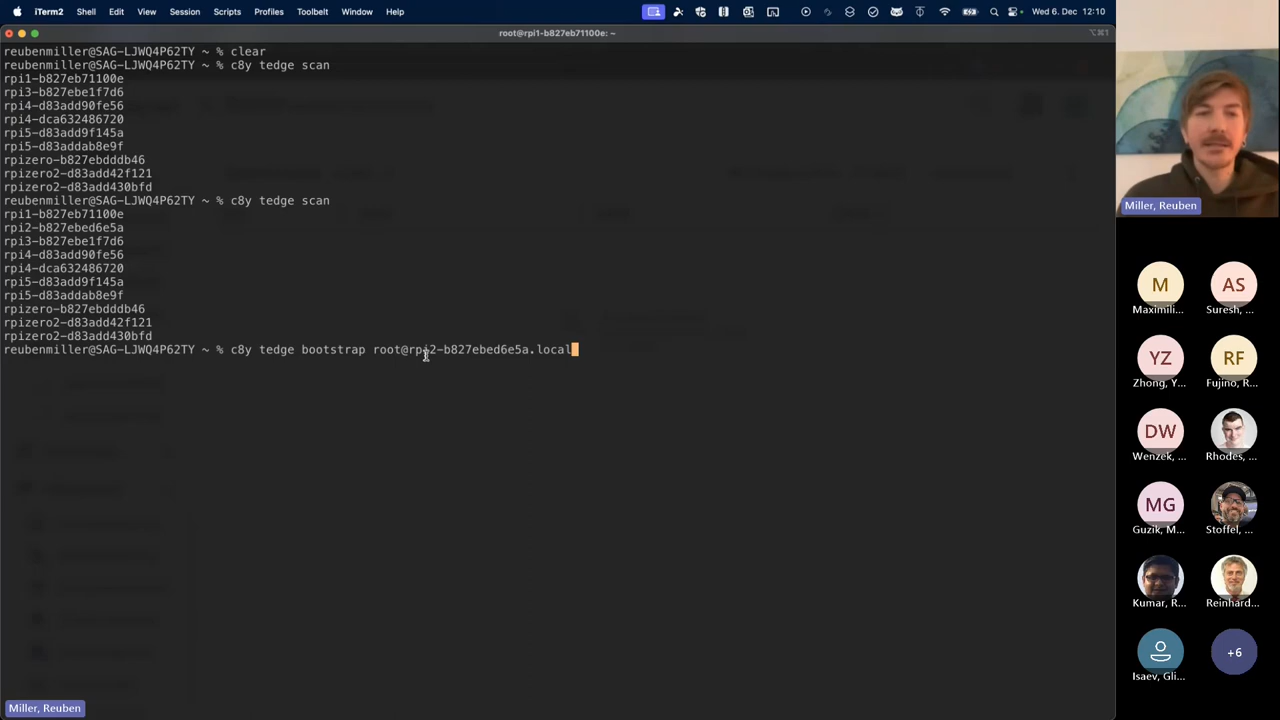 iTerm2 Shell Edit View Session Scripts Profiles Toolbelt Window Help
Wed 6. Dec 12:10
root@rpi1-b827eb71100e: ~
⌥⌘1
reubenmiller@SAG-LJWQ4P62TY ~ % clear
reubenmiller@SAG-LJWQ4P62TY ~ % c8y tedge scan
rpi1-b827eb71100e
rpi3-b827ebe1f7d6
rpi4-d83add90fe56
rpi4-dca632486720
rpi5-d83add9f145a
rpi5-d83addab8e9f
rpizero-b827ebdddb46
rpizero2-d83add42f121
rpizero2-d83add430bfd
reubenmiller@SAG-LJWQ4P62TY ~ % c8y tedge scan
rpi1-b827eb71100e
rpi2-b827ebed6e5a
rpi3-b827ebe1f7d6
rpi4-d83add90fe56
rpi4-dca632486720
rpi5-d83add9f145a
rpi5-d83addab8e9f
rpizero-b827ebdddb46
rpizero2-d83add42f121
rpizero2-d83add430bfd
reubenmiller@SAG-LJWQ4P62TY ~ % c8y tedge bootstrap root@rpi2-b827ebed6e5a.local
Miller, Reuben
Miller, Reuben
M AS
Maximili... Suresh, ...
YZ RF
Zhong, Y... Fujino, R...
DW
Wenzek, ... Rhodes, ...
MG
Guzik, M... Stoffel, ...
Kumar, R... Reinhard...
+6
Isaev, Gli...